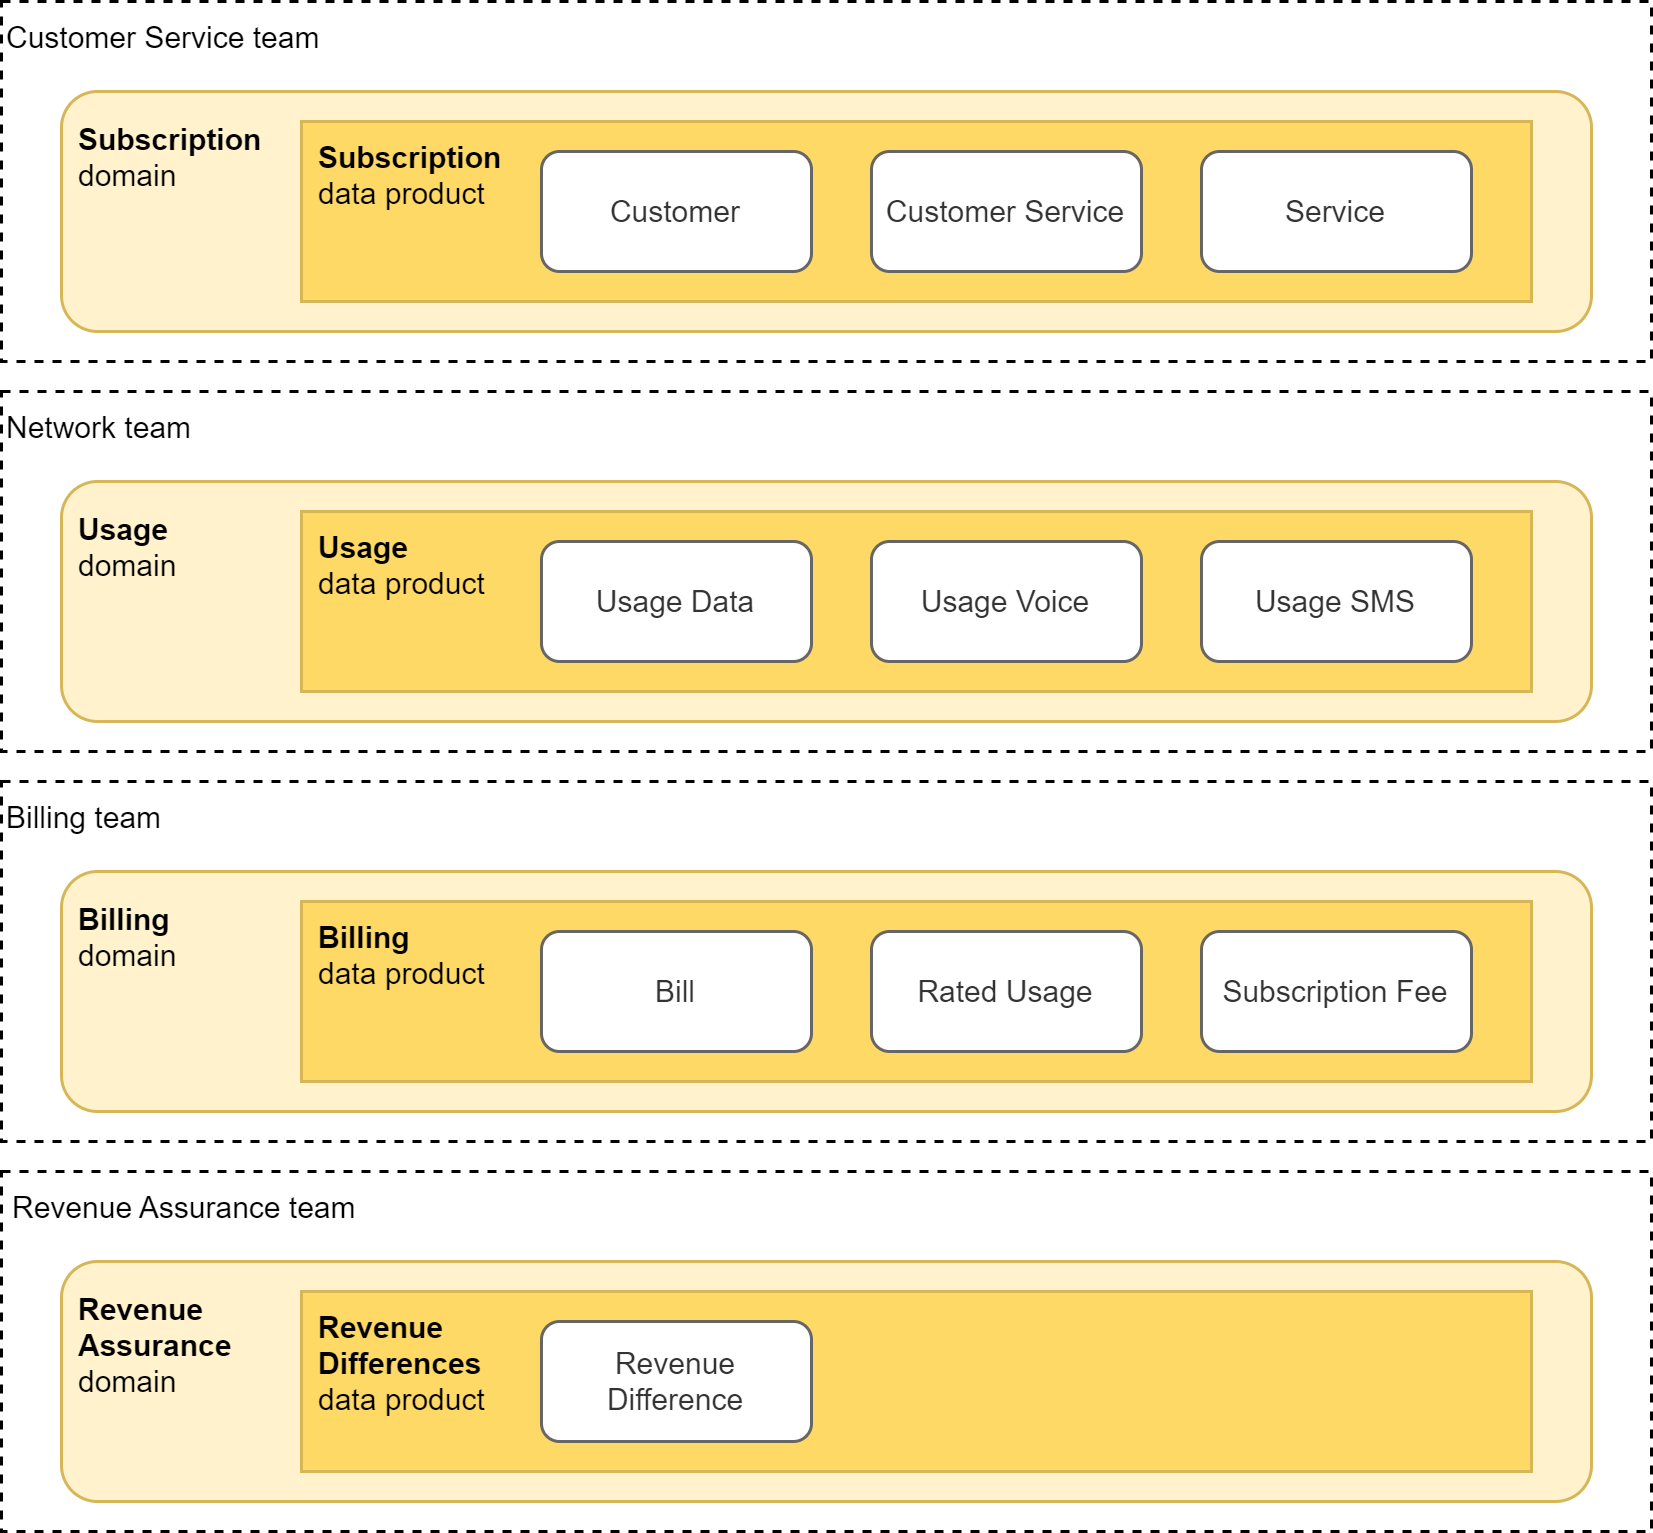 Customer Service team
Subscription
domain
Subscription
data product
Customer
Customer Service
Service
Network team
Usage
domain
Usage
data product
Usage Data
Usage Voice
Usage SMS
Billing team
Billing
domain
Billing
data product
Bill
Rated Usage
Subscription Fee
Revenue Assurance team
Revenue
Assurance
domain
Revenue
Differences
data product
Revenue
Difference